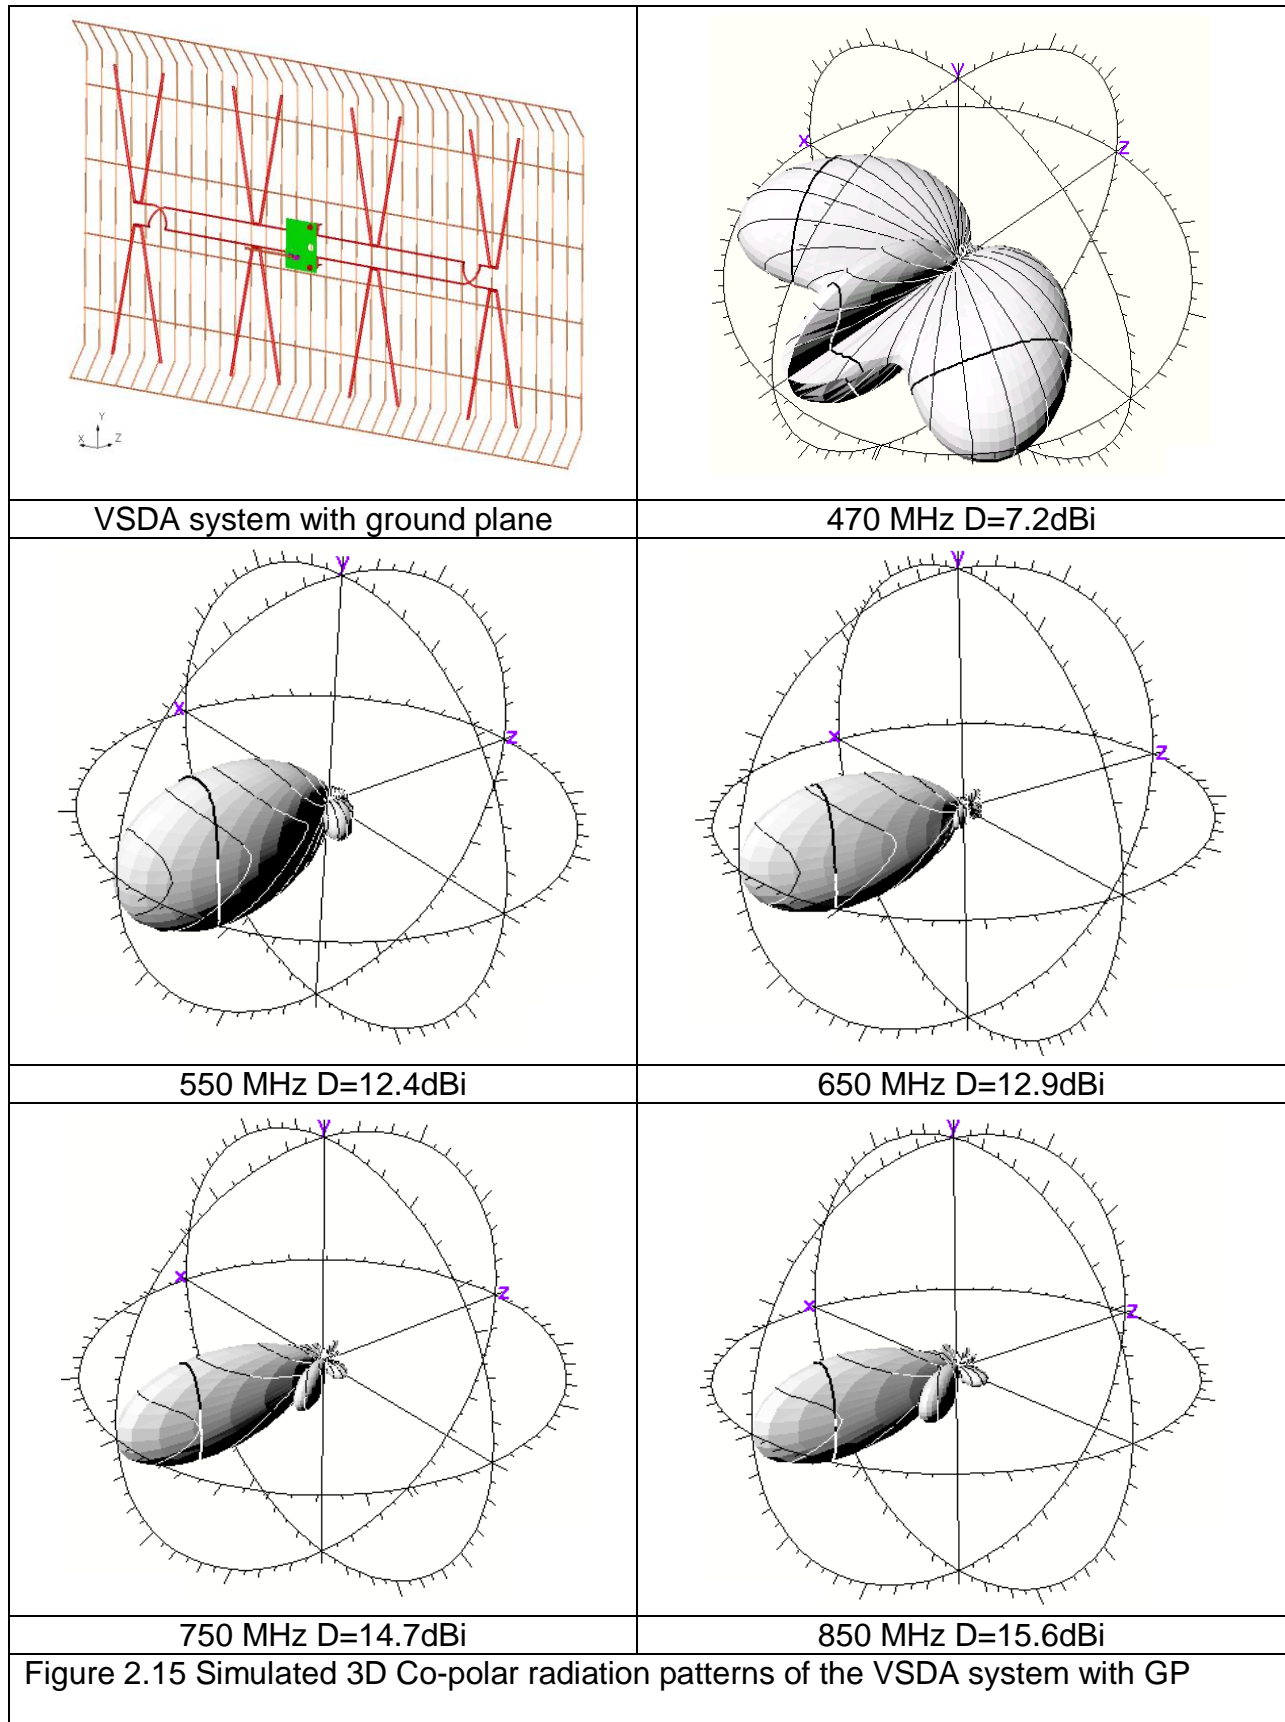 Y
X Z
Y
X
Z
VSDA system with ground plane
470 MHz D=7.2dBi
Y
X
Z
Y
X
Z
550 MHz D=12.4dBi
650 MHz D=12.9dBi
Y
X
Z
Y
X
Z
750 MHz D=14.7dBi
850 MHz D=15.6dBi
Figure 2.15 Simulated 3D Co-polar radiation patterns of the VSDA system with GP